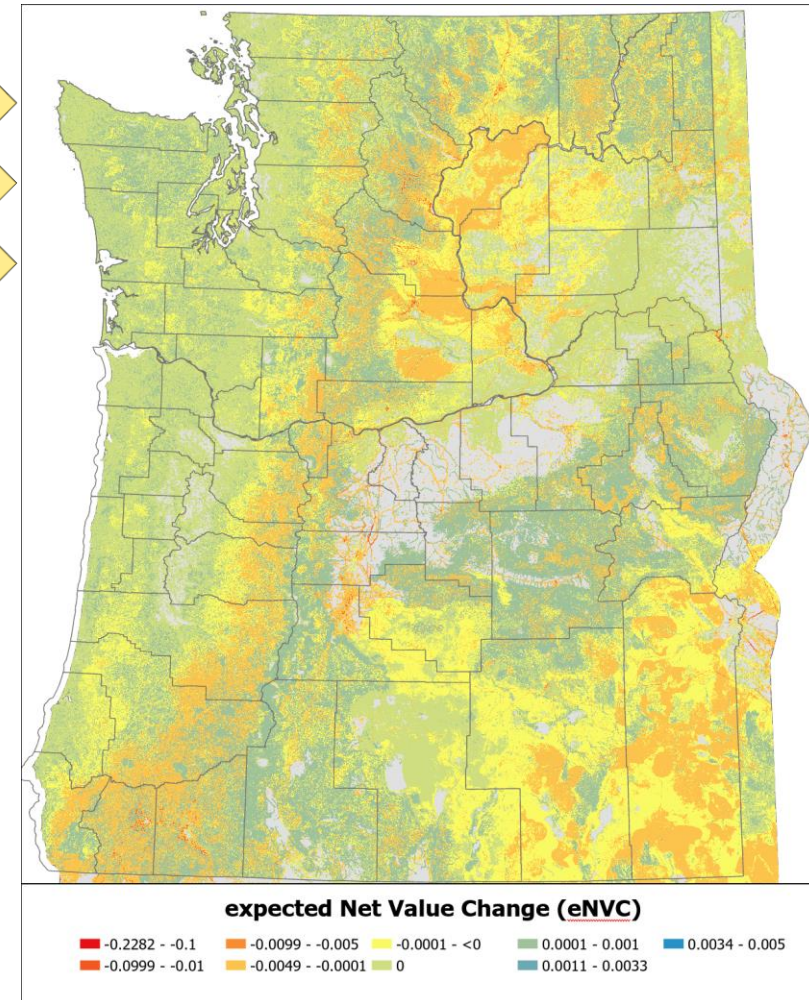 expected Net Value Change (eNVC)
-0.2282 - -0.1 -0.0099 - -0.005 -0.0001 - <0 0.0001 - 0.001 0.0034 - 0.005
-0.0999 - -0.01 -0.0049 - -0.0001 0 0.0011 - 0.0033